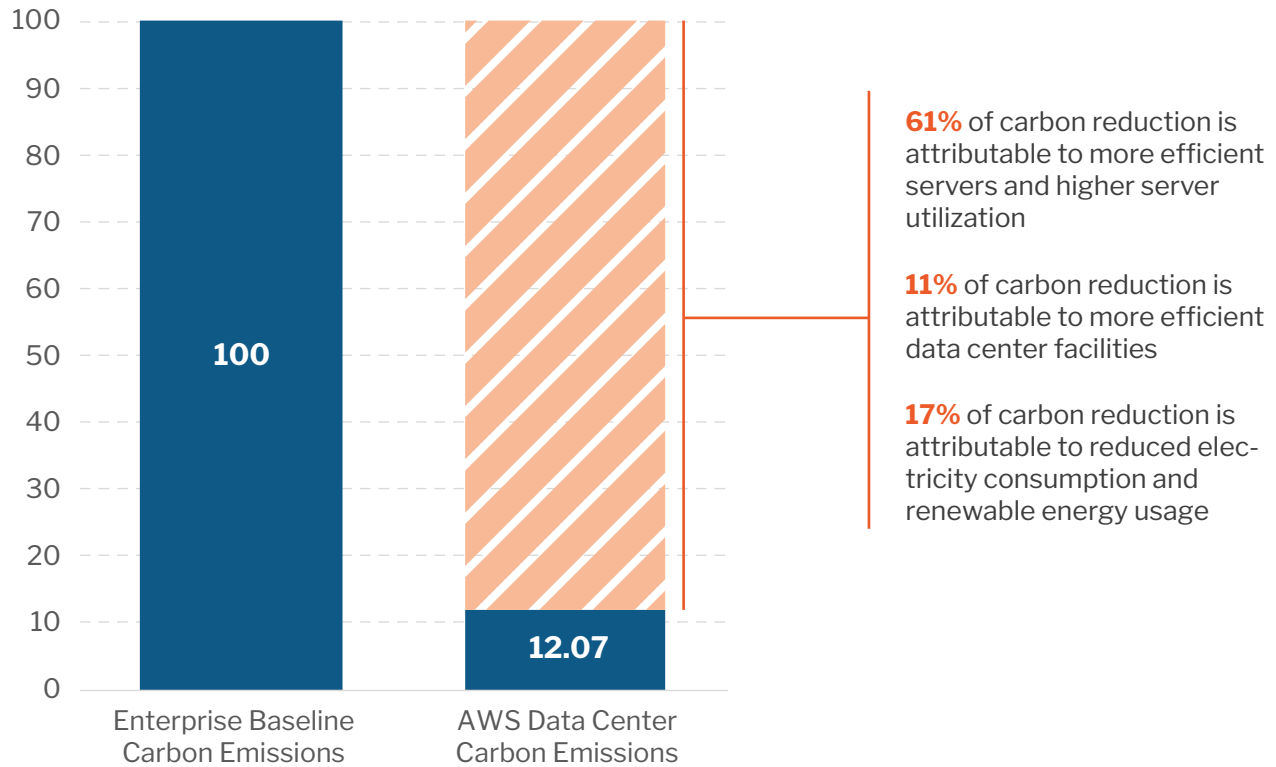 100
90
80
70
60
50
40
30
20
10
0
100
12.07
Enterprise Baseline
Carbon Emissions
AWS Data Center
Carbon Emissions
61% of carbon reduction is
attributable to more efficient
servers and higher server
utilization
11% of carbon reduction is
attributable to more efficient
data center facilities
17% of carbon reduction is
attributable to reduced elec-
tricity consumption and
renewable energy usage